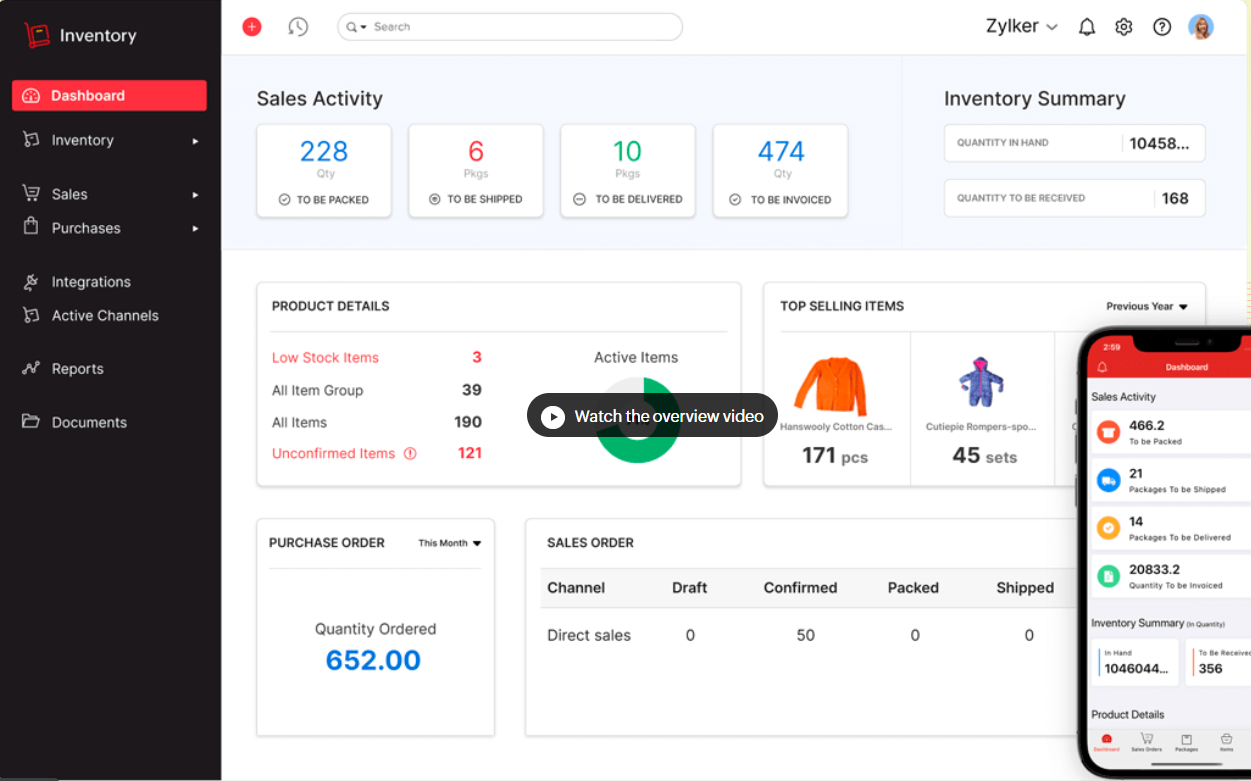 Inventory
Search
Zylker
Dashboard
Inventory
Sales
Purchases
Integrations
Active Channels
Reports
Documents
Sales Activity
228
Qty
TO BE PACKED
6
Pkgs
TO BE SHIPPED
10
Pkgs
TO BE DELIVERED
474
Qty
TO BE INVOICED
Inventory Summary
QUANTITY IN HAND 10458...
QUANTITY TO BE RECEIVED 168
PRODUCT DETAILS
Low Stock Items 3
All Item Group 39
All Items 190
Unconfirmed Items 121
Active Items
Watch the overview video
TOP SELLING ITEMS Previous Year
Hanswooly Cotton Cas...
171 pcs
Cutiepie Rompers-spo...
45 sets
PURCHASE ORDER This Month
Quantity Ordered
652.00
SALES ORDER
Channel Draft Confirmed Packed Shipped
Direct sales 0 50 0 0
2:59
Dashboard
Sales Activity
466.2
To be Packed
21
Packages To be Shipped
14
Packages To be Delivered
20833.2
Quantity To be Invoiced
Inventory Summary (In Quantity)
In Hand
1046044...
To Be Received
356
Product Details
Dashboard Sales Orders Packages Items